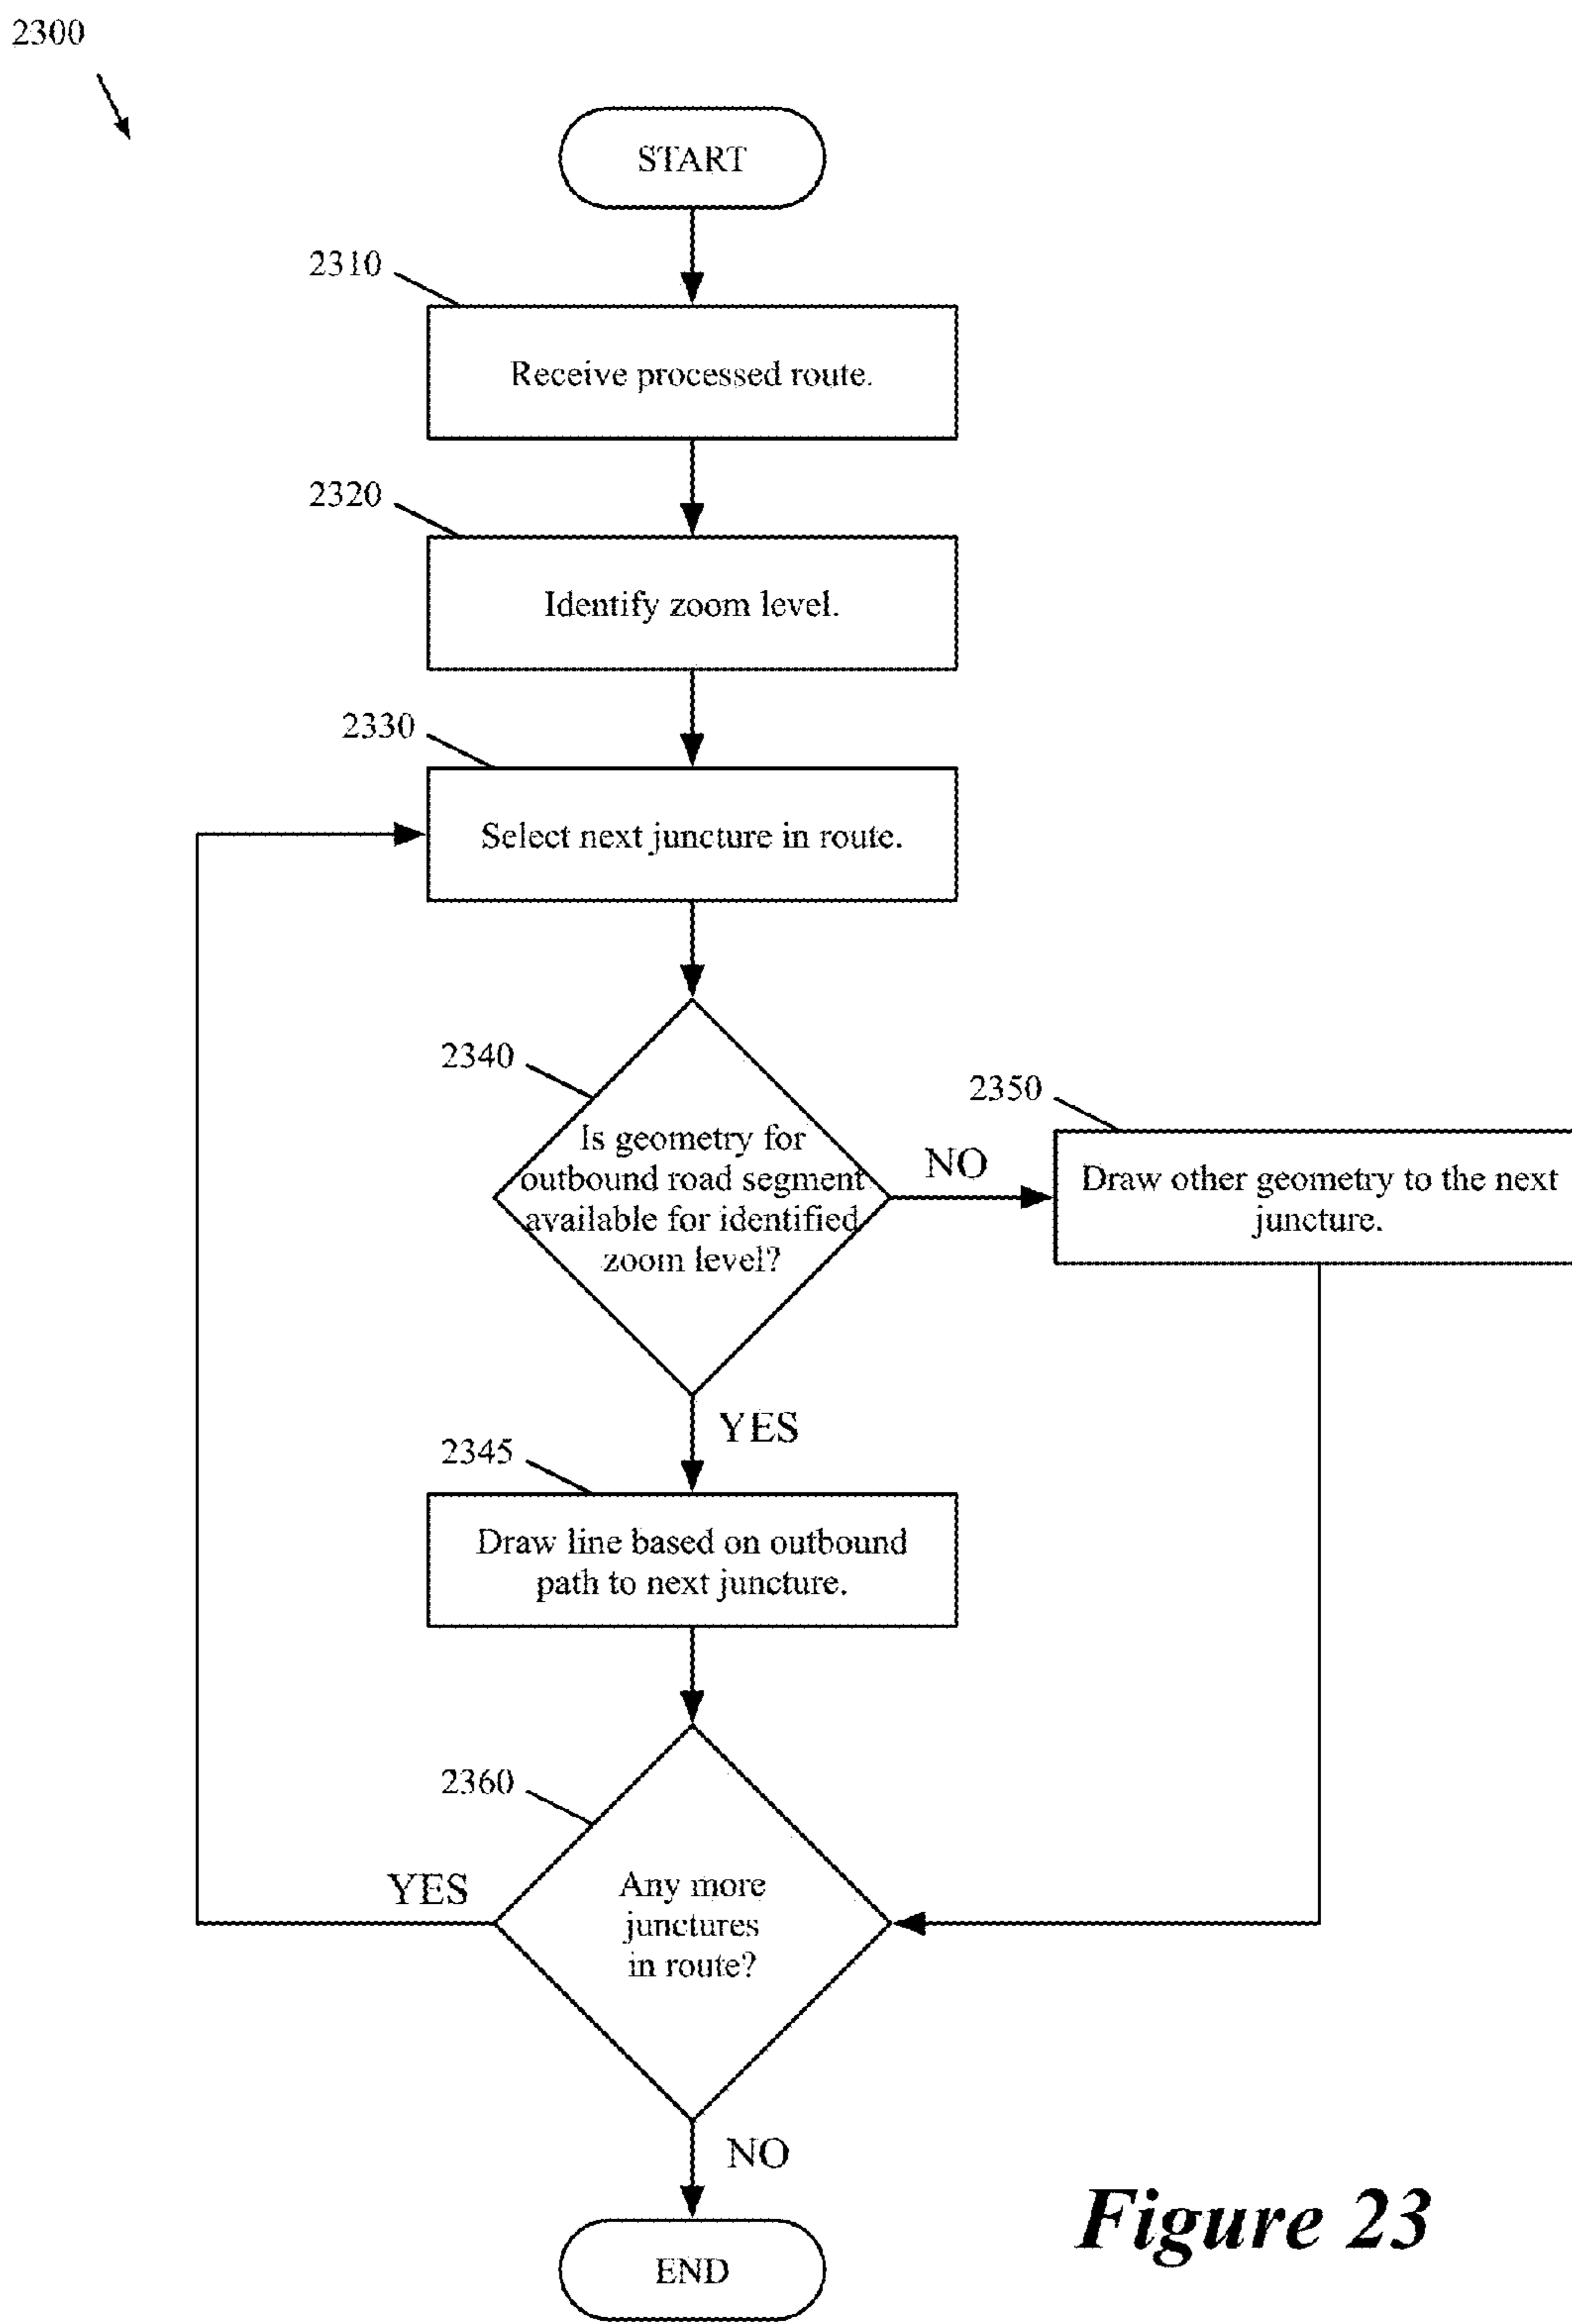 2300
START
2310
Receive processed route.
2320
Identify zoom level.
2330
Select next juncture in route.
2340
Is geometry for
outbound road segment
available for identified
zoom level?
NO
2350
Draw other geometry to the next
juncture.
YES
2345
Draw line based on outbound
path to next juncture.
2360
Any more
junctures
in route?
YES
NO
END
Figure 23